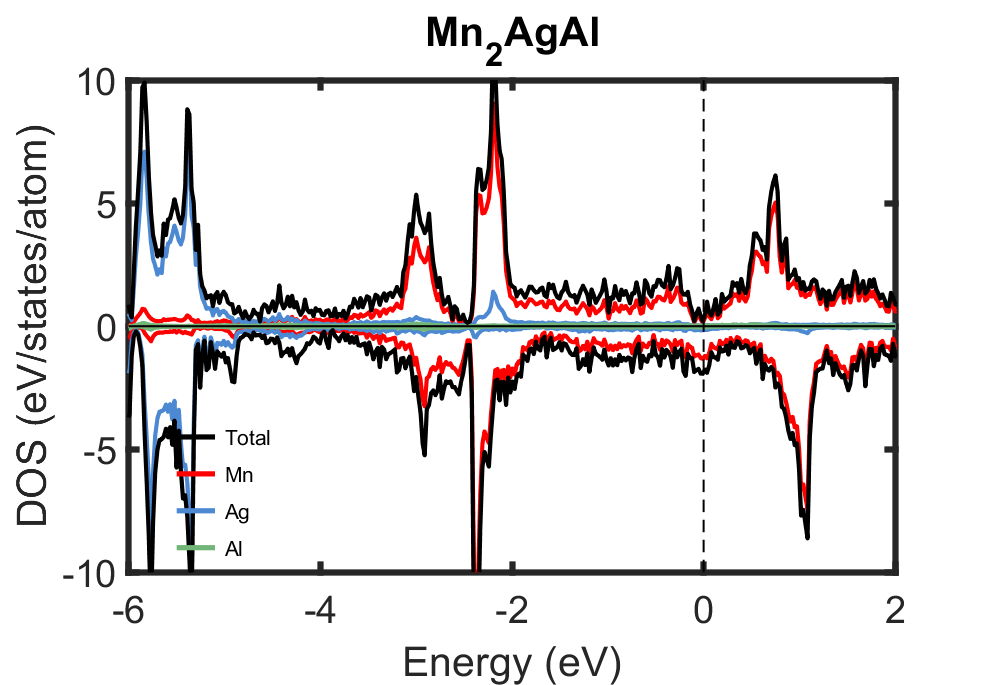 Mn₂AgAl
DOS (eV/states/atom)
10
5
0
-5
-10
Total
Mn
Ag
Al
-6 -4 -2 0 2
Energy (eV)